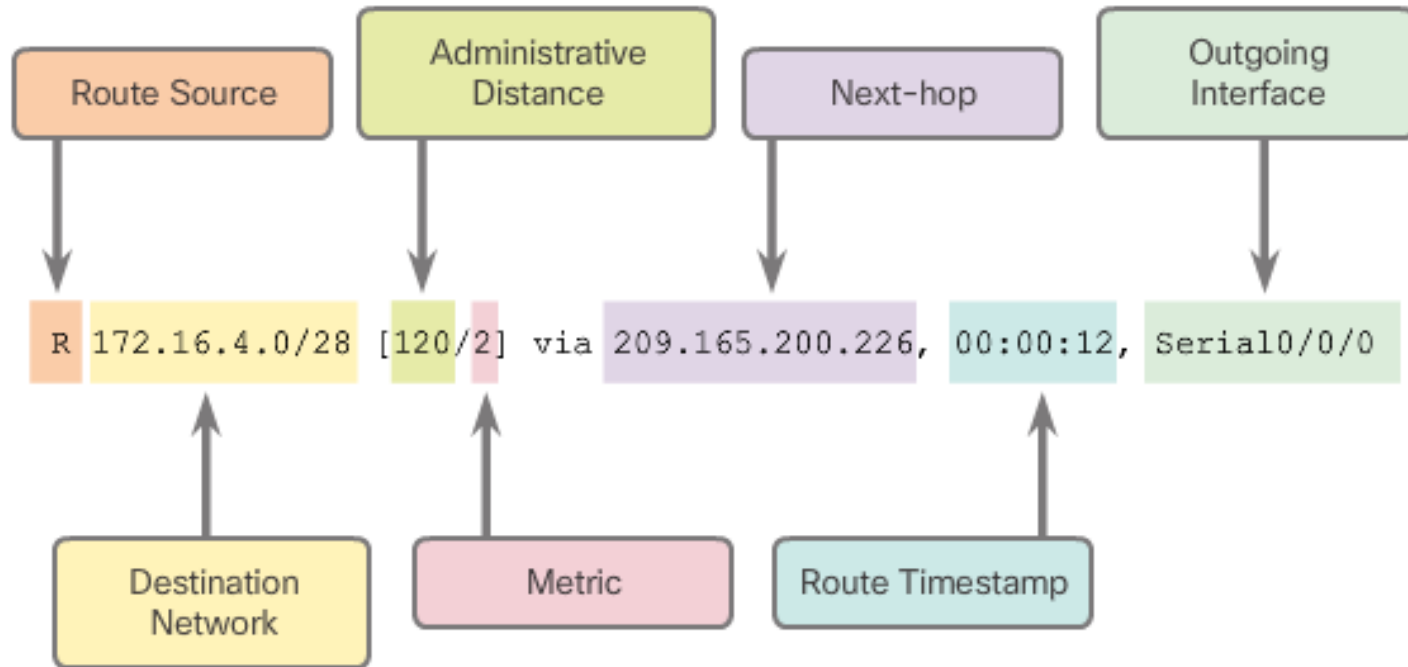 Route Source
Administrative
Distance
Next-hop
Outgoing
Interface
R 172.16.4.0/28 [120/2] via 209.165.200.226, 00:00:12, Serial0/0/0
Destination
Network
Metric
Route Timestamp